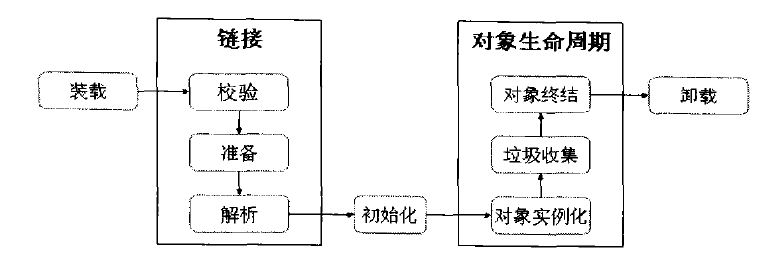 链接
装载
校验
准备
解析
初始化
对象生命周期
对象终结
垃圾收集
对象实例化
卸载